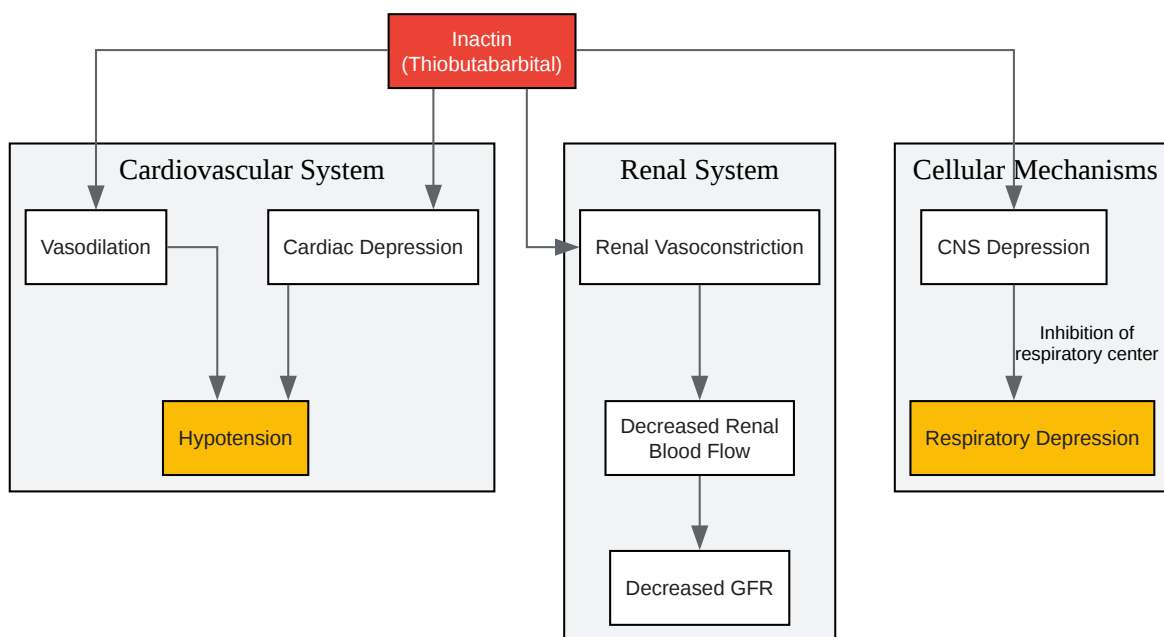 Inactin
(Thiobutabarbital)
Cardiovascular System
Renal System
Cellular Mechanisms
Vasodilation
Cardiac Depression
Renal Vasoconstriction
CNS Depression
Inhibition of
respiratory center
Hypotension
Decreased Renal
Blood Flow
Respiratory Depression
Decreased GFR